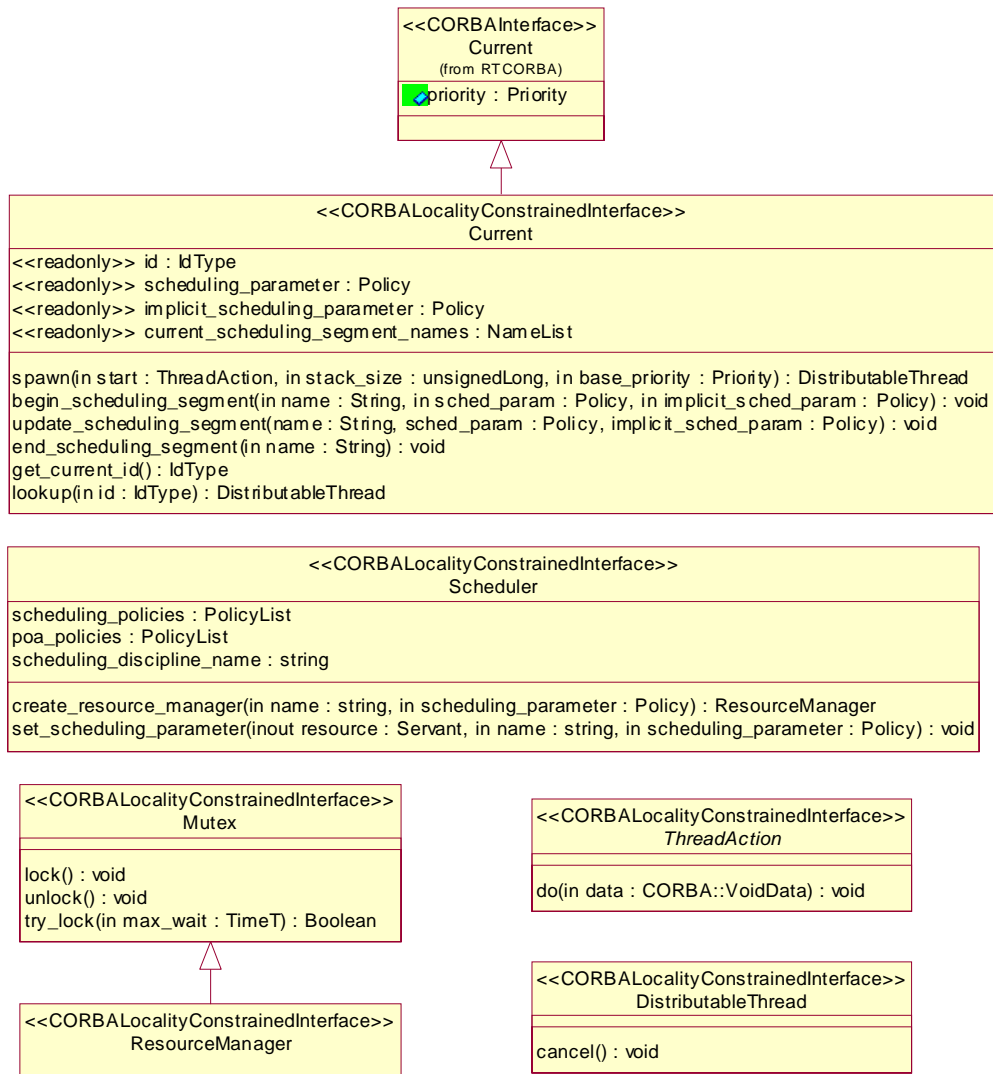 <<CORBAInterface>>
Current
(from RTCORBA)
priority : Priority
<<CORBALocalityConstrainedInterface>>
Current
<<readonly>> id : IdType
<<readonly>> scheduling_parameter : Policy
<<readonly>> implicit_scheduling_parameter : Policy
<<readonly>> current_scheduling_segment_names : NameList
spawn(in start : ThreadAction, in stack_size : unsignedLong, in base_priority : Priority) : DistributableThread
begin_scheduling_segment(in name : String, in sched_param : Policy, in implicit_sched_param : Policy) : void
update_scheduling_segment(name : String, sched_param : Policy, implicit_sched_param : Policy) : void
end_scheduling_segment(in name : String) : void
get_current_id() : IdType
lookup(in id : IdType) : DistributableThread
<<CORBALocalityConstrainedInterface>>
Scheduler
scheduling_policies : PolicyList
poa_policies : PolicyList
scheduling_discipline_name : string
create_resource_manager(in name : string, in scheduling_parameter : Policy) : ResourceManager
set_scheduling_parameter(inout resource : Servant, in name : string, in scheduling_parameter : Policy) : void
<<CORBALocalityConstrainedInterface>>
Mutex
lock() : void
unlock() : void
try_lock(in max_wait : TimeT) : Boolean
<<CORBALocalityConstrainedInterface>>
ThreadAction
do(in data : CORBA::VoidData) : void
<<CORBALocalityConstrainedInterface>>
ResourceManager
<<CORBALocalityConstrainedInterface>>
DistributableThread
cancel() : void